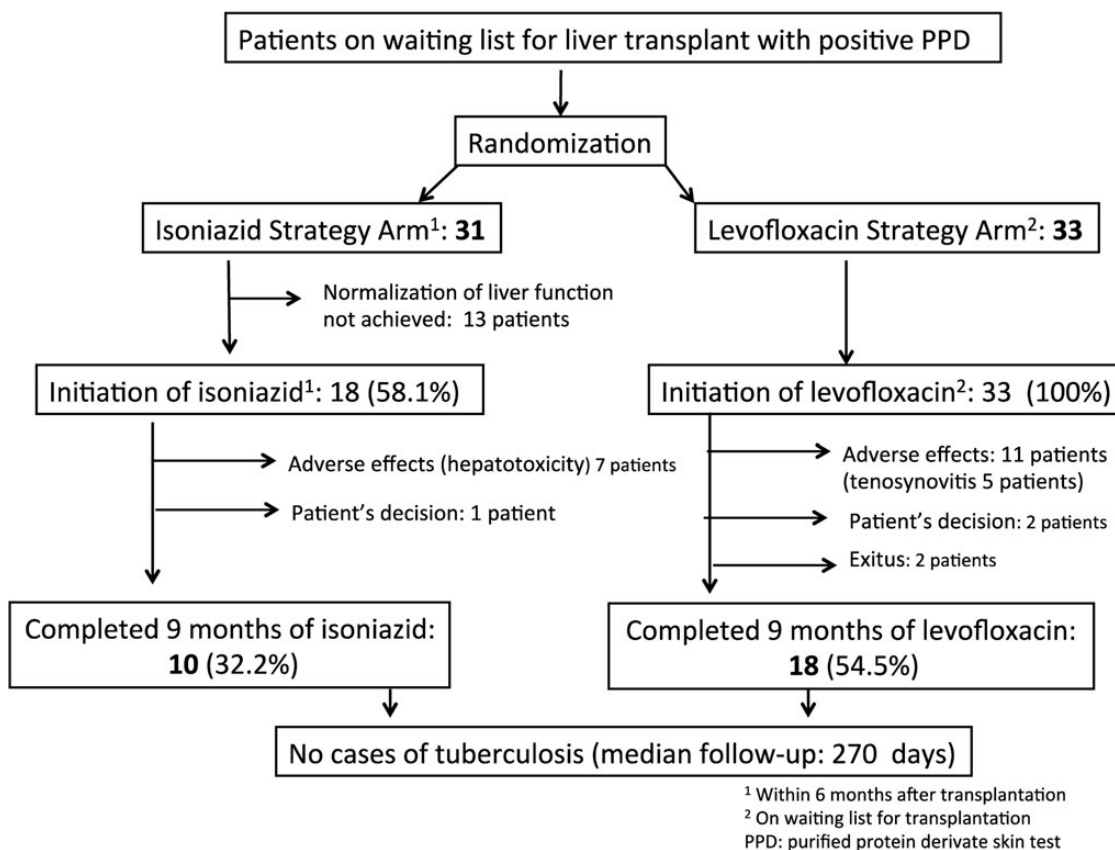 Patients on waiting list for liver transplant with positive PPD
Randomization
Isoniazid Strategy Arm¹: 31
Levofloxacin Strategy Arm²: 33
Normalization of liver function
not achieved: 13 patients
Initiation of isoniazid¹: 18 (58.1%)
Initiation of levofloxacin²: 33 (100%)
Adverse effects (hepatotoxicity) 7 patients
Patient's decision: 1 patient
Adverse effects: 11 patients
(tenosynovitis 5 patients)
Patient's decision: 2 patients
Exitus: 2 patients
Completed 9 months of isoniazid:
10 (32.2%)
Completed 9 months of levofloxacin:
18 (54.5%)
No cases of tuberculosis (median follow-up: 270 days)
¹ Within 6 months after transplantation
² On waiting list for transplantation
PPD: purified protein derivate skin test